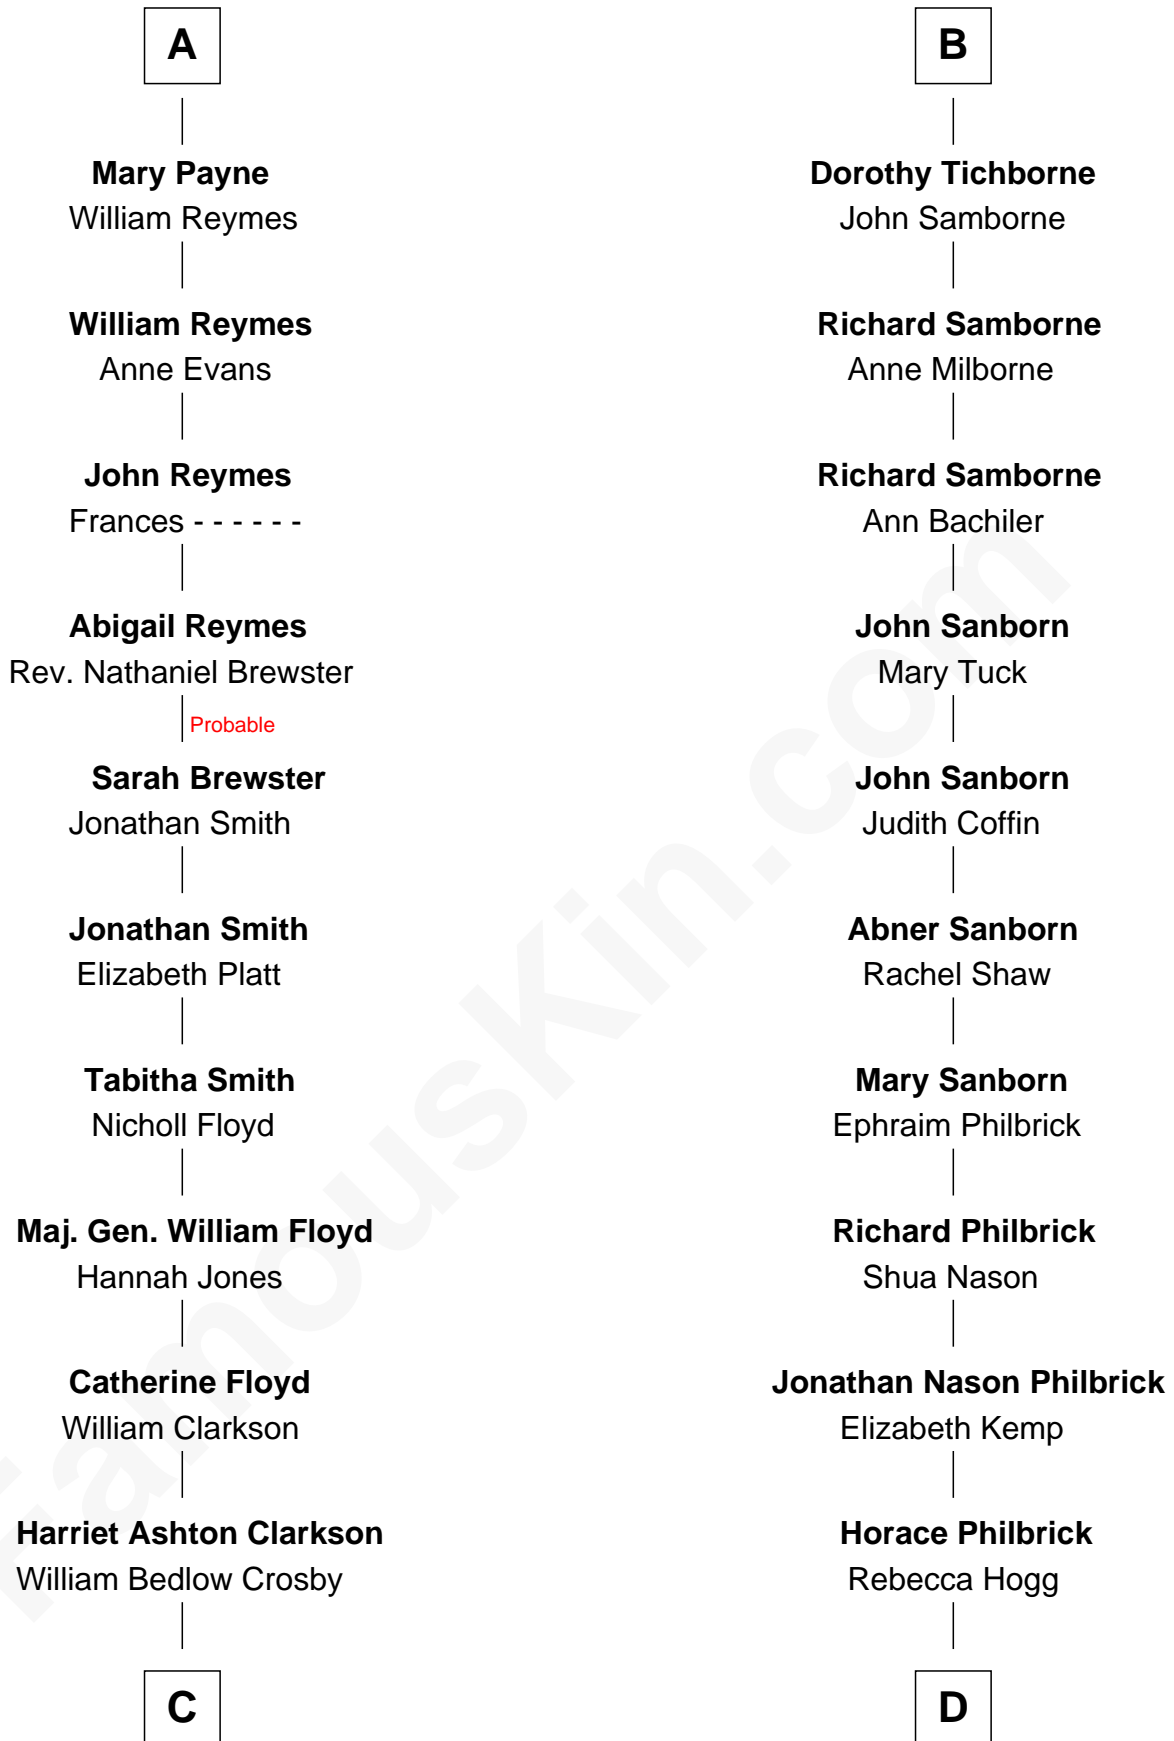 A
Mary Payne
William Reymes
William Reymes
Anne Evans
John Reymes
Frances - - - - - -
Abigail Reymes
Rev. Nathaniel Brewster
Probable
Sarah Brewster
Jonathan Smith
Jonathan Smith
Elizabeth Platt
Tabitha Smith
Nicholl Floyd
Maj. Gen. William Floyd
Hannah Jones
Catherine Floyd
William Clarkson
Harriet Ashton Clarkson
William Bedlow Crosby
C
B
Dorothy Tichborne
John Samborne
Richard Samborne
Anne Milborne
Richard Samborne
Ann Bachiler
John Sanborn
Mary Tuck
John Sanborn
Judith Coffin
Abner Sanborn
Rachel Shaw
Mary Sanborn
Ephraim Philbrick
Richard Philbrick
Shua Nason
Jonathan Nason Philbrick
Elizabeth Kemp
Horace Philbrick
Rebecca Hogg
D
FamousKin.com